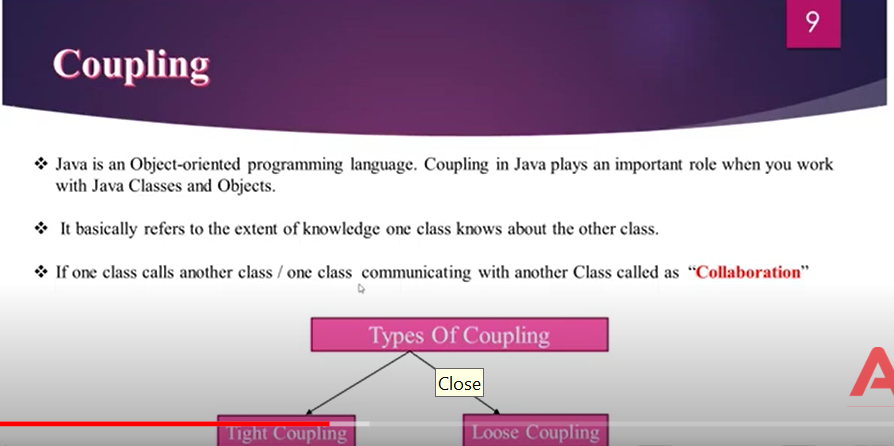 9
Coupling
❖ Java is an Object-oriented programming language. Coupling in Java plays an important role when you work
with Java Classes and Objects.
❖ It basically refers to the extent of knowledge one class knows about the other class.
❖ If one class calls another class / one class communicating with another Class called as “Collaboration”
Types Of Coupling
Close
Tight Coupling
Loose Coupling